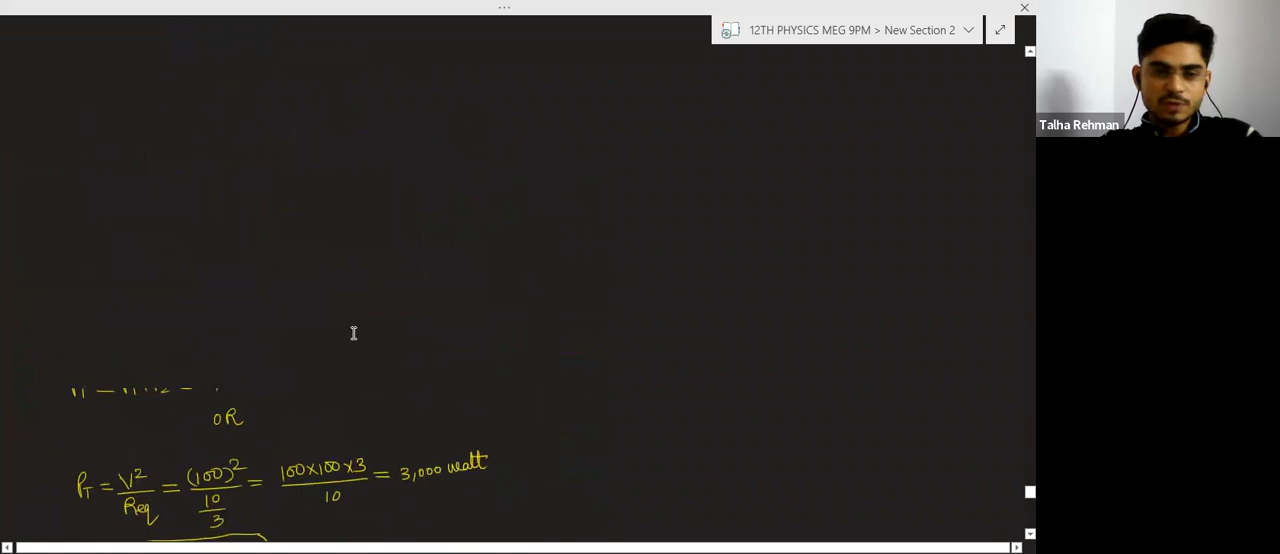 12TH PHYSICS MEG 9PM > New Section 2
Talha Rehman
OR
P_T = V²/Req = (100)²/(10/3) = 100×100×3/10 = 3,000 watt